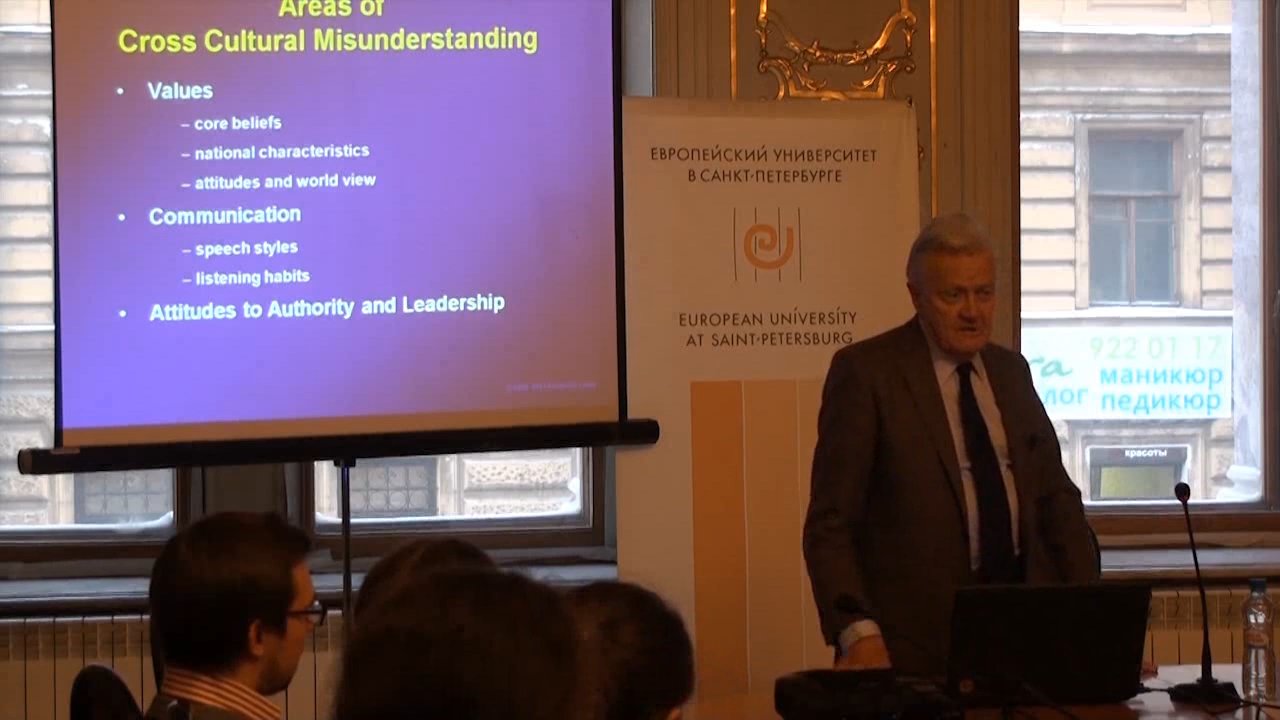 Areas of
Cross Cultural Misunderstanding
• Values
– core beliefs
– national characteristics
– attitudes and world view
• Communication
– speech styles
– listening habits
• Attitudes to Authority and Leadership
ЕВРОПЕЙСКИЙ УНИВЕРСИТЕТ
В САНКТ-ПЕТЕРБУРГЕ
EUROPEAN UNIVERSITY
AT SAINT-PETERSBURG
922 01 17
маникюр
лог педикюр
красоты